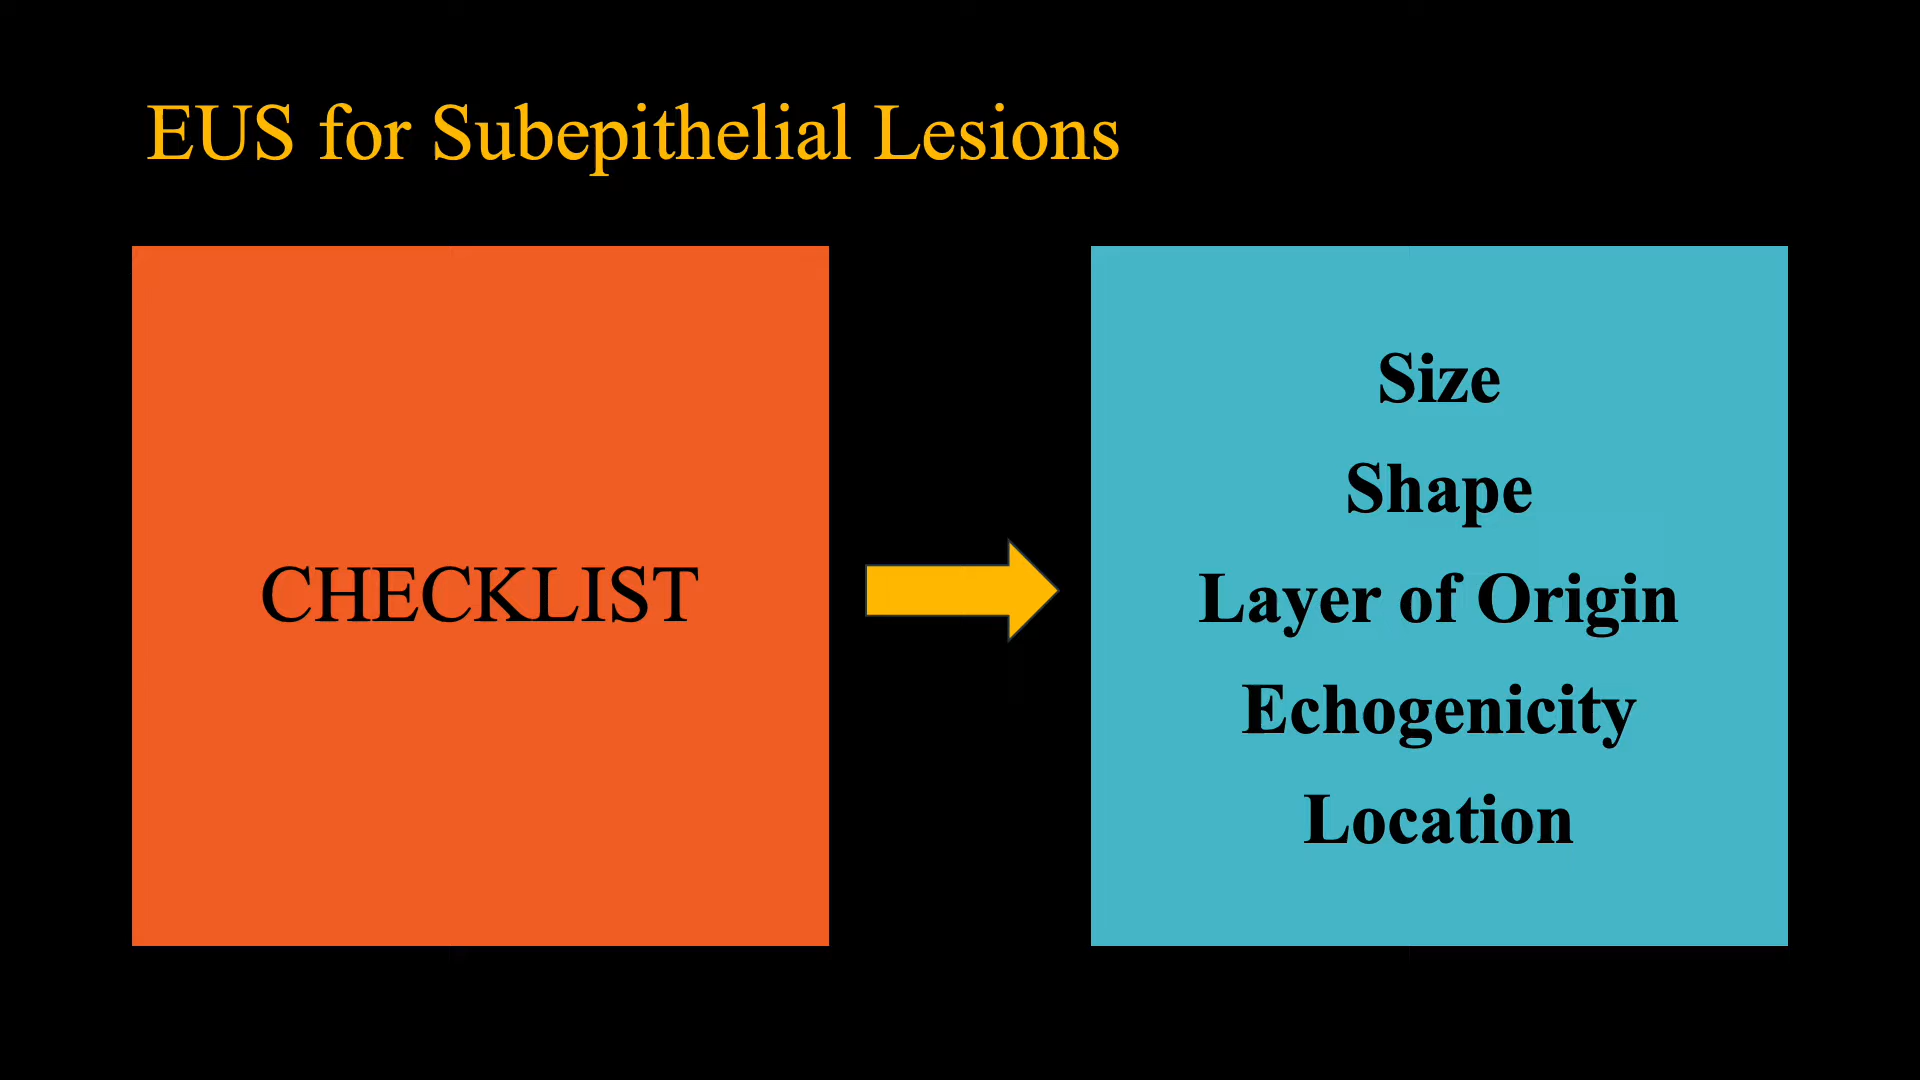 EUS for Subepithelial Lesions
CHECKLIST
Size
Shape
Layer of Origin
Echogenicity
Location